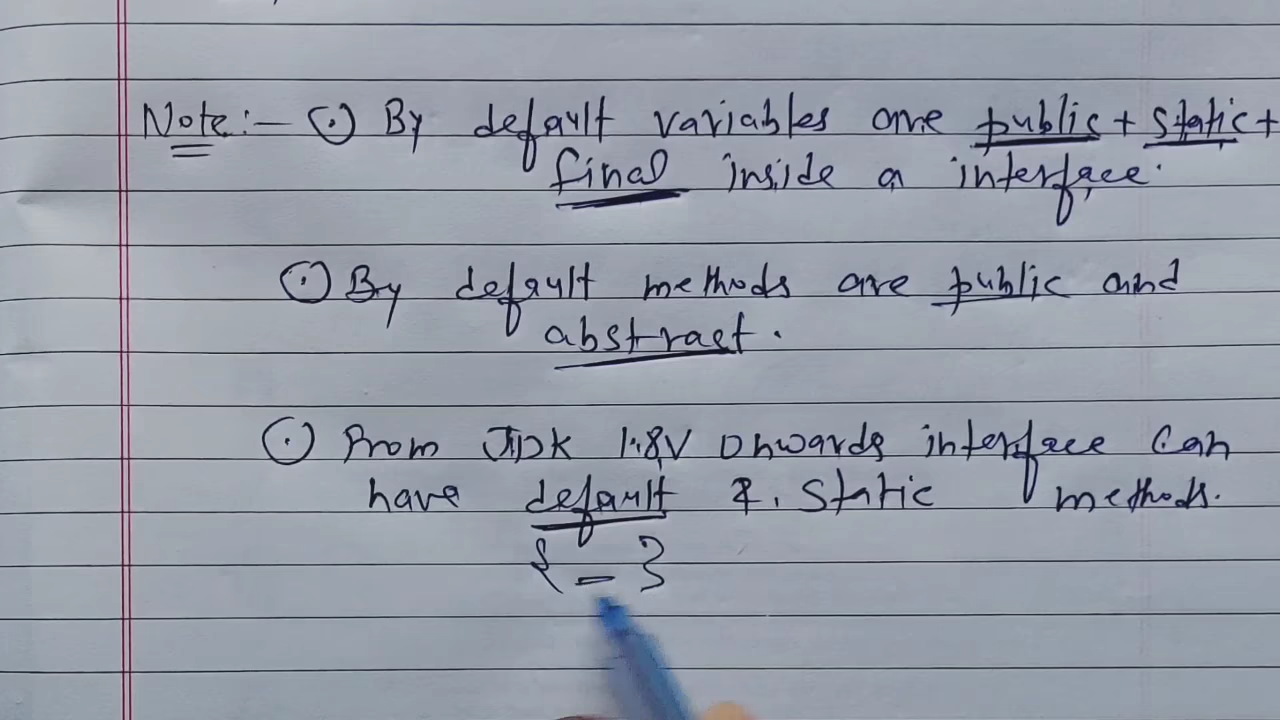 Note:- ⊙ By default variables are public + static +
final inside a interface.
⊙ By default methods are public and
abstract.
⊙ From JDK 1.8V Onwards interface can
have default &. static methods.
{ - }